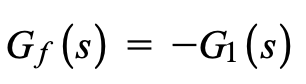 G_f(s) = −G_1(s)